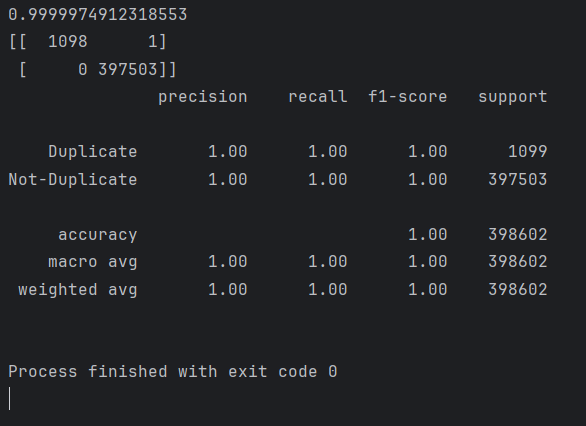 0.9999974912318553
[[  1098      1]
 [     0 397503]]
               precision    recall  f1-score   support

    Duplicate       1.00      1.00      1.00      1099
Not-Duplicate       1.00      1.00      1.00    397503

     accuracy                           1.00    398602
    macro avg       1.00      1.00      1.00    398602
 weighted avg       1.00      1.00      1.00    398602


Process finished with exit code 0